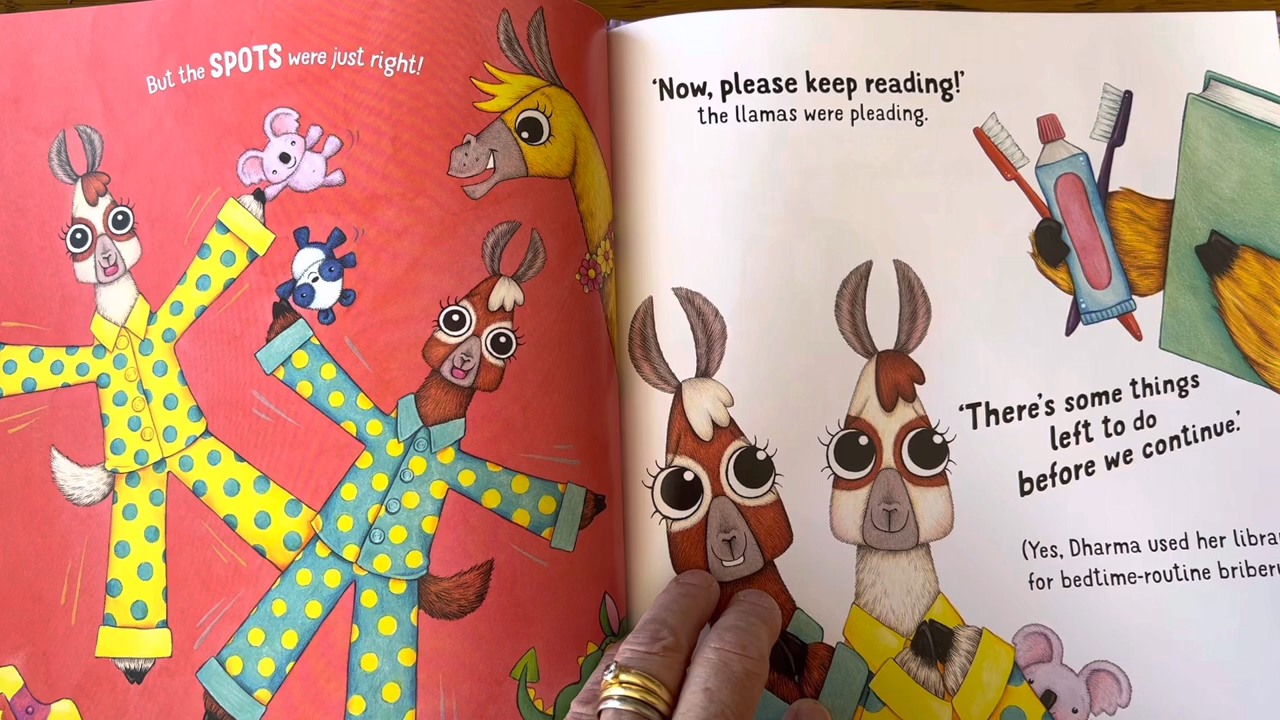 But the SPOTS were just right!
‘Now, please keep reading!’
the llamas were pleading.
‘There’s some things
left to do
before we continue.’
(Yes, Dharma used her
for bedtime-routine